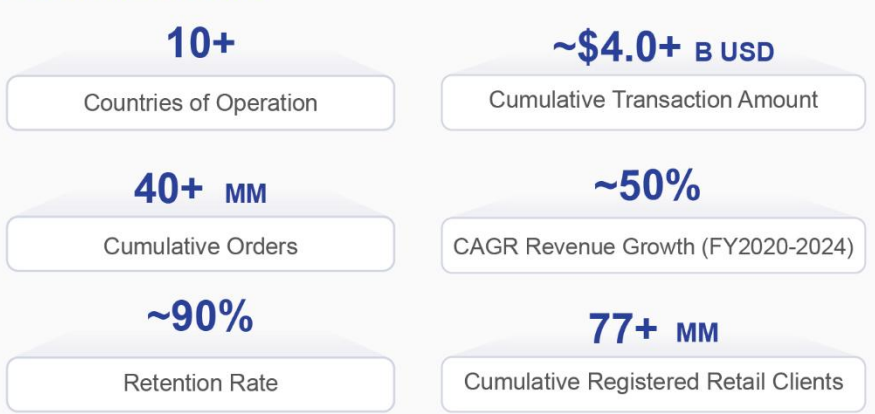 10+
Countries of Operation
~$4.0+ B USD
Cumulative Transaction Amount
40+ MM
Cumulative Orders
~50%
CAGR Revenue Growth (FY2020-2024)
~90%
Retention Rate
77+ MM
Cumulative Registered Retail Clients